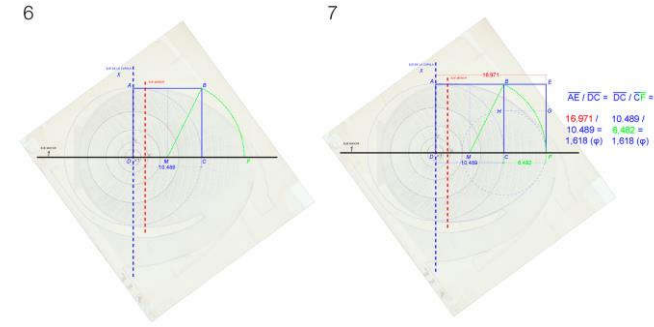 6
X
A
B
D
M
C
F
10.489
7
X
16.971
A
B
E
H
G
D
M
C
F
10.489
6.482
AE / DC = DC / CF =
16.971 / 10.489 /
10.489 = 6,482 =
1,618 (φ) 1,618 (φ)